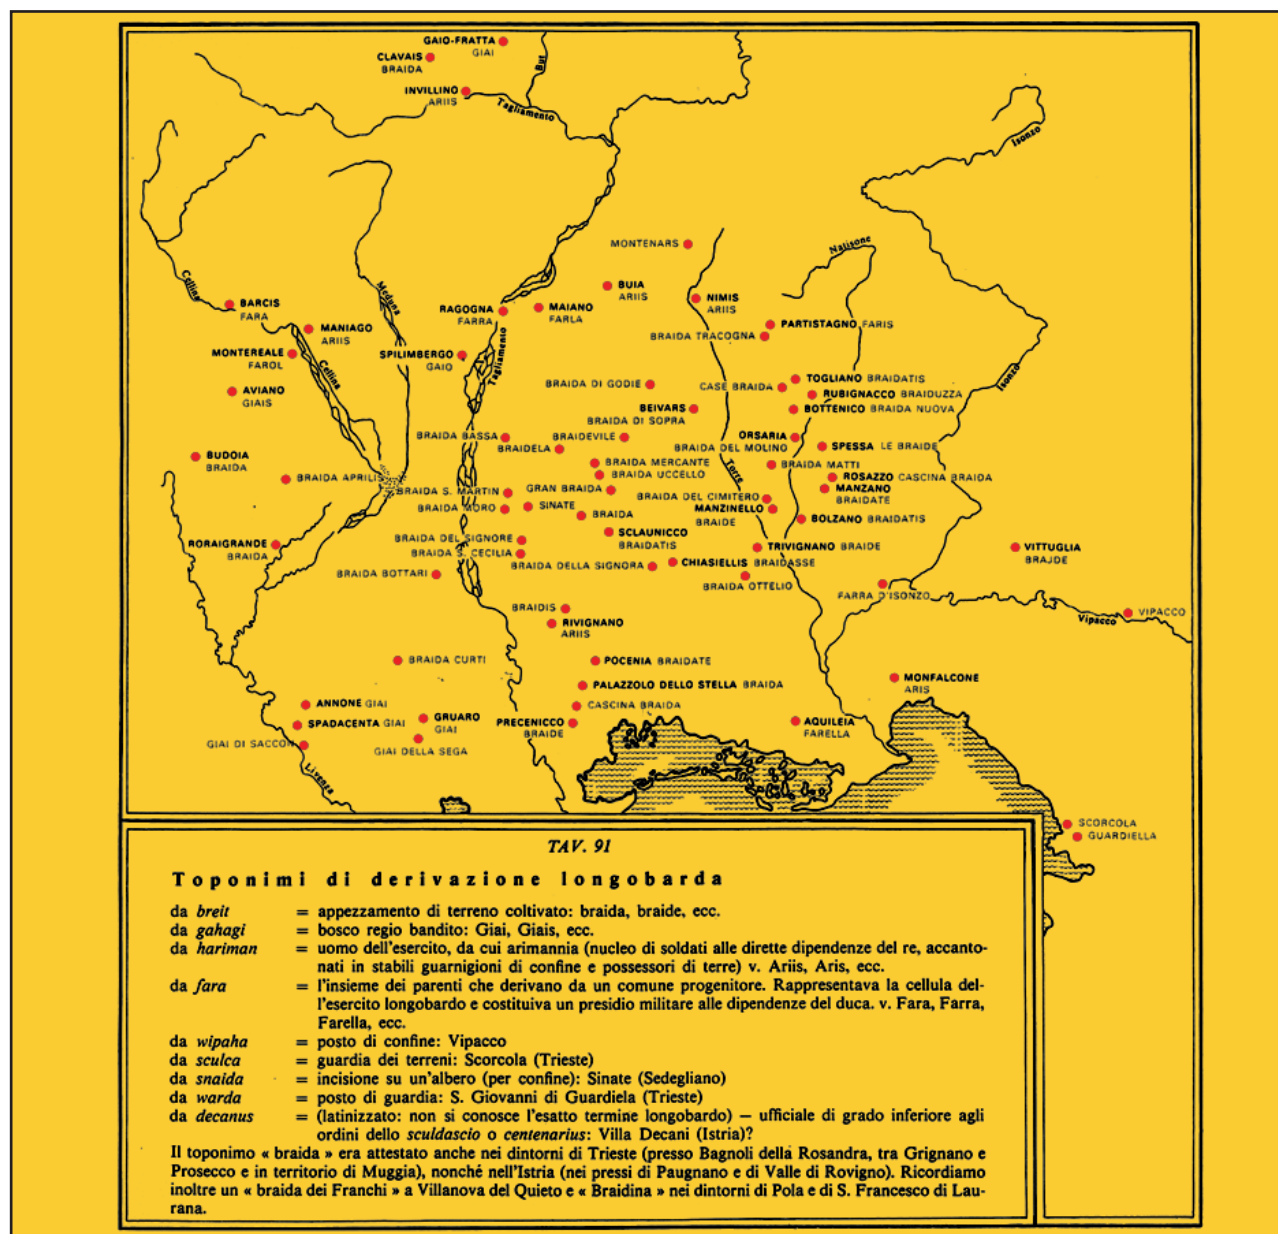 GAIO-FRATTA
GIAI
CLAVAIS
BRAIDA
But
INVILLINO
ARIIS
Tagliamento
Isonzo
MONTENARS
Natisone
Cellina
Meduna
BUIA
ARIIS
NIMIS
ARIIS
BARCIS
FARA
RAGOGNA
FARRA
MAIANO
FARLA
MANIAGO
ARIIS
PARTISTAGNO FARIS
BRAIDA TRACOGNA
MONTEREALE
FAROL
SPILIMBERGO
GAIO
Tagliamento
Cellina
Isonzo
AVIANO
GIAIS
BRAIDA DI GODIE
CASE BRAIDA
TOGLIANO BRAIDATIS
RUBIGNACCO BRAIDUZZA
BEIVARS
BRAIDA DI SOPRA
BOTTENICO BRAIDA NUOVA
BRAIDA BASSA
BRAIDEVILE
BRAIDELA
ORSARIA
BRAIDA DEL MOLINO
SPESSA LE BRAIDE
BUDOIA
BRAIDA
BRAIDA MERCANTE
BRAIDA UCCELLO
Torre
BRAIDA MATTI
BRAIDA APRILIS
ROSAZZO CASCINA BRAIDA
BRAIDA S. MARTIN
GRAN BRAIDA
MANZANO
BRAIDATE
BRAIDA DEL CIMITERO
BRAIDA MORO
SINATE
BRAIDA
MANZINELLO
BRAIDE
BOLZANO BRAIDATIS
SCLAUNICCO
BRAIDATIS
RORAIGRANDE
BRAIDA
BRAIDA DEL SIGNORE
BRAIDA S. CECILIA
TRIVIGNANO BRAIDE
VITTUGLIA
BRAJDE
BRAIDA DELLA SIGNORA
CHIASIELLIS BRAIDASSE
BRAIDA BOTTARI
BRAIDA OTTELIO
FARRA D'ISONZO
BRAIDIS
RIVIGNANO
ARIIS
Vipacco
VIPACCO
BRAIDA CURTI
POCENIA BRAIDATE
PALAZZOLO DELLO STELLA BRAIDA
MONFALCONE
ARIS
ANNONE GIAI
CASCINA BRAIDA
SPADACENTA GIAI
GRUARO
GIAI
PRECENICCO
BRAIDE
AQUILEIA
FARELLA
GIAI DI SACCON
GIAI DELLA SEGA
Livenza
SCORCOLA
GUARDIELLA
TAV. 91
Toponimi di derivazione longobarda
da breit = appezzamento di terreno coltivato: braida, braide, ecc.
da gahagi = bosco regio bandito: Giai, Giais, ecc.
da hariman = uomo dell'esercito, da cui arimannia (nucleo di soldati alle dirette dipendenze del re, accanto-
nati in stabili guarnigioni di confine e possessori di terre) v. Ariis, Aris, ecc.
da fara = l'insieme dei parenti che derivano da un comune progenitore. Rappresentava la cellula del-
l'esercito longobardo e costituiva un presidio militare alle dipendenze del duca. v. Fara, Farra,
Farella, ecc.
da wipaha = posto di confine: Vipacco
da sculca = guardia dei terreni: Scorcola (Trieste)
da snaida = incisione su un'albero (per confine): Sinate (Sedegliano)
da warda = posto di guardia: S. Giovanni di Guardiela (Trieste)
da decanus = (latinizzato: non si conosce l'esatto termine longobardo) — ufficiale di grado inferiore agli
ordini dello sculdascio o centenarius: Villa Decani (Istria)?
Il toponimo « braida » era attestato anche nei dintorni di Trieste (presso Bagnoli della Rosandra, tra Grignano e
Prosecco e in territorio di Muggia), nonché nell'Istria (nei pressi di Paugnano e di Valle di Rovigno). Ricordiamo
inoltre un « braida dei Franchi » a Villanova del Quieto e « Braidina » nei dintorni di Pola e di S. Francesco di Lau-
rana.